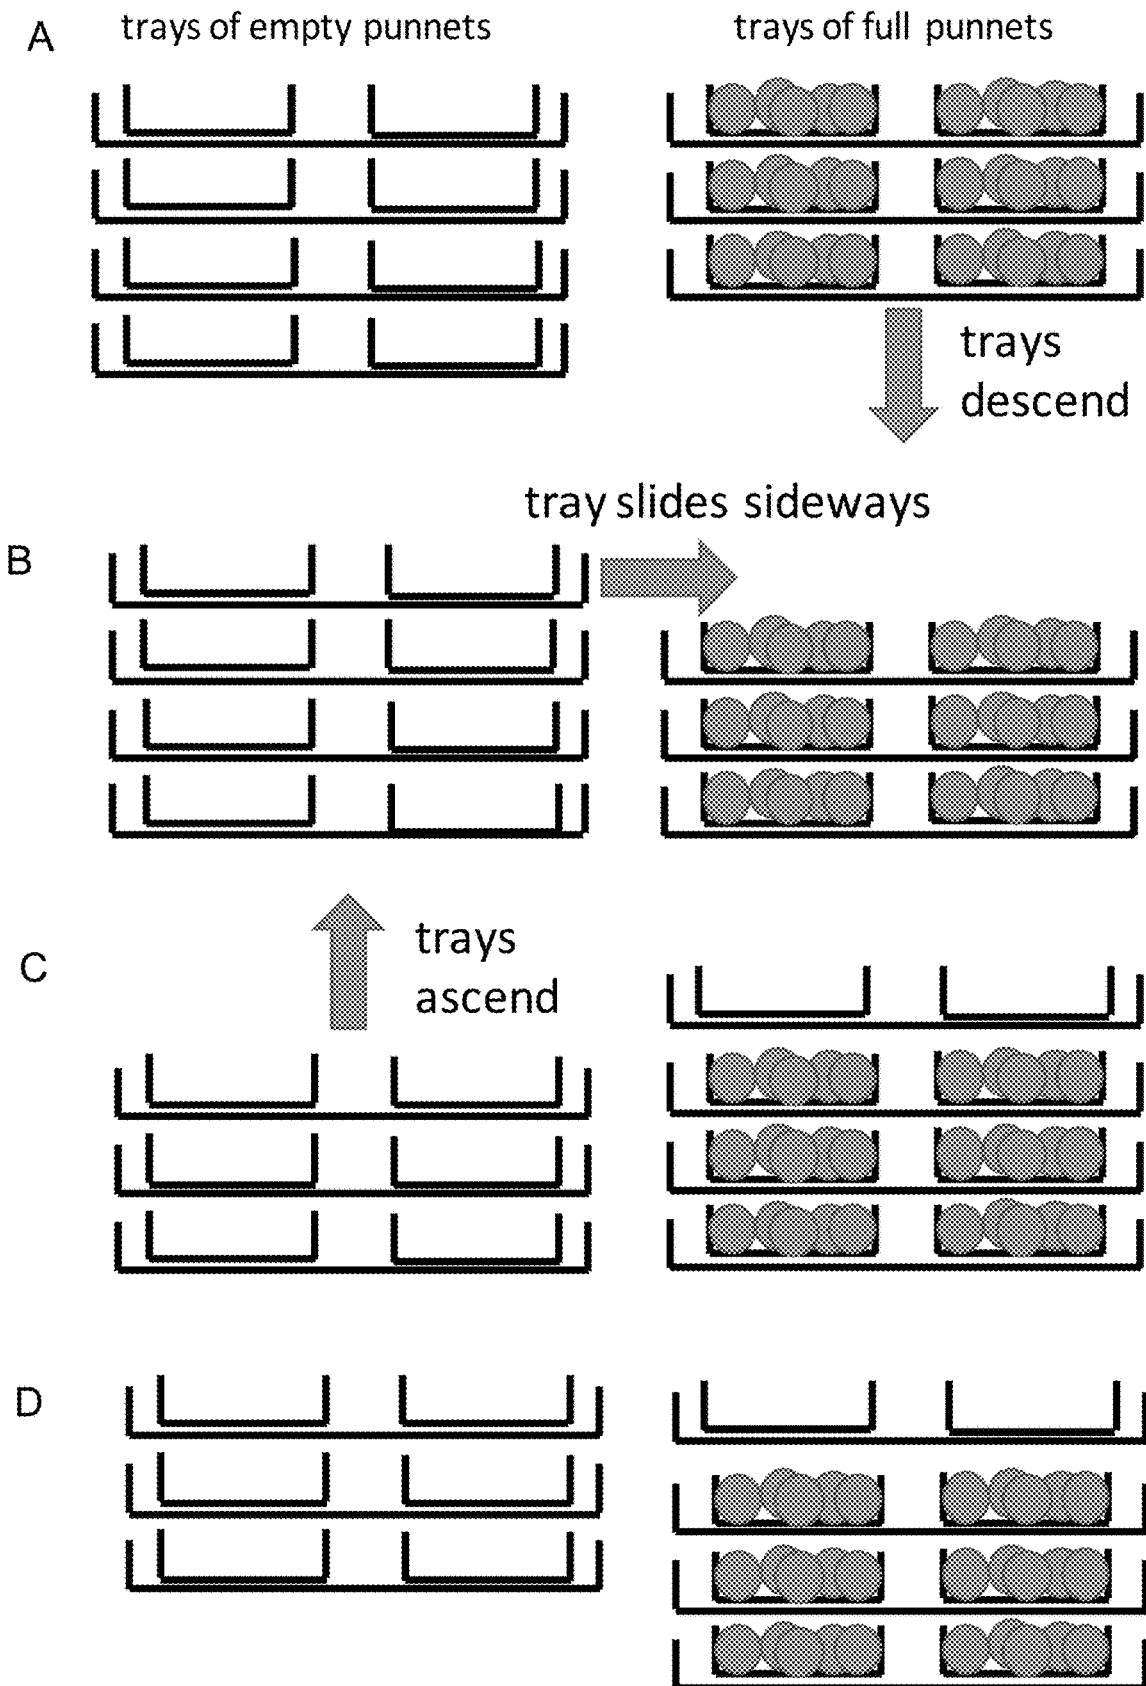 A
trays of empty punnets
trays of full punnets
trays
descend
tray slides sideways
B
trays
ascend
C
D